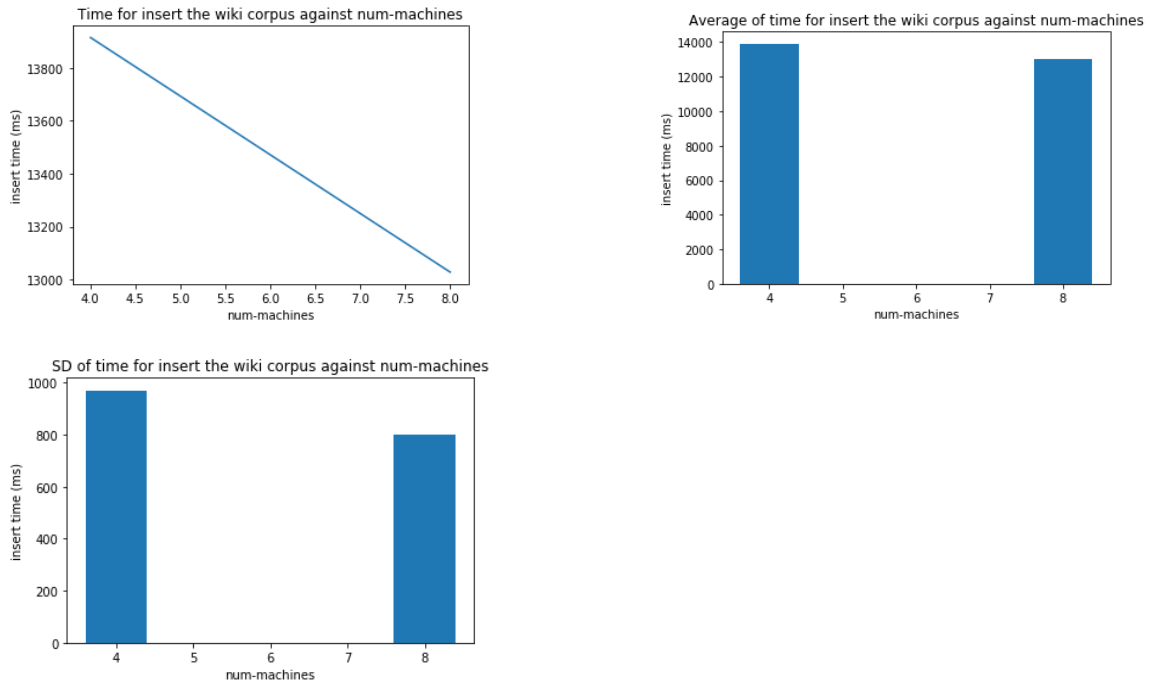 Time for insert the wiki corpus against num-machines
13800
13600
13400
13200
13000
insert time (ms)
4.0 4.5 5.0 5.5 6.0 6.5 7.0 7.5 8.0
num-machines
Average of time for insert the wiki corpus against num-machines
14000
12000
10000
8000
6000
4000
2000
0
insert time (ms)
4 5 6 7 8
num-machines
SD of time for insert the wiki corpus against num-machines
1000
800
600
400
200
0
insert time (ms)
4 5 6 7 8
num-machines